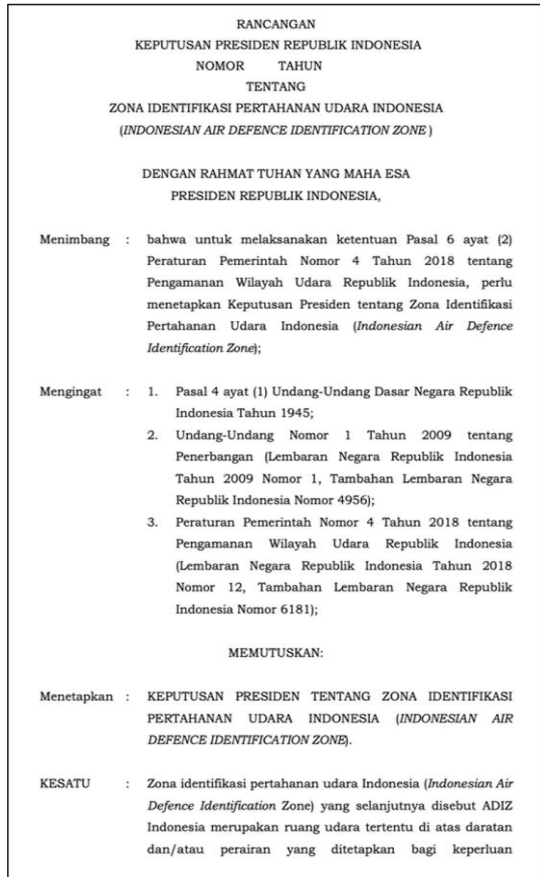 RANCANGAN
KEPUTUSAN PRESIDEN REPUBLIK INDONESIA
NOMOR TAHUN
TENTANG
ZONA IDENTIFIKASI PERTAHANAN UDARA INDONESIA
(INDONESIAN AIR DEFENCE IDENTIFICATION ZONE )
DENGAN RAHMAT TUHAN YANG MAHA ESA
PRESIDEN REPUBLIK INDONESIA,
Menimbang : bahwa untuk melaksanakan ketentuan Pasal 6 ayat (2)
Peraturan Pemerintah Nomor 4 Tahun 2018 tentang
Pengamanan Wilayah Udara Republik Indonesia, perlu
menetapkan Keputusan Presiden tentang Zona Identifikasi
Pertahanan Udara Indonesia (Indonesian Air Defence
Identification Zone);
Mengingat : 1. Pasal 4 ayat (1) Undang-Undang Dasar Negara Republik
Indonesia Tahun 1945;
2. Undang-Undang Nomor 1 Tahun 2009 tentang
Penerbangan (Lembaran Negara Republik Indonesia
Tahun 2009 Nomor 1, Tambahan Lembaran Negara
Republik Indonesia Nomor 4956);
3. Peraturan Pemerintah Nomor 4 Tahun 2018 tentang
Pengamanan Wilayah Udara Republik Indonesia
(Lembaran Negara Republik Indonesia Tahun 2018
Nomor 12, Tambahan Lembaran Negara Republik
Indonesia Nomor 6181);
MEMUTUSKAN:
Menetapkan : KEPUTUSAN PRESIDEN TENTANG ZONA IDENTIFIKASI
PERTAHANAN UDARA INDONESIA (INDONESIAN AIR
DEFENCE IDENTIFICATION ZONE).
KESATU : Zona identifikasi pertahanan udara Indonesia (Indonesian Air
Defence Identification Zone) yang selanjutnya disebut ADIZ
Indonesia merupakan ruang udara tertentu di atas daratan
dan/atau perairan yang ditetapkan bagi keperluan